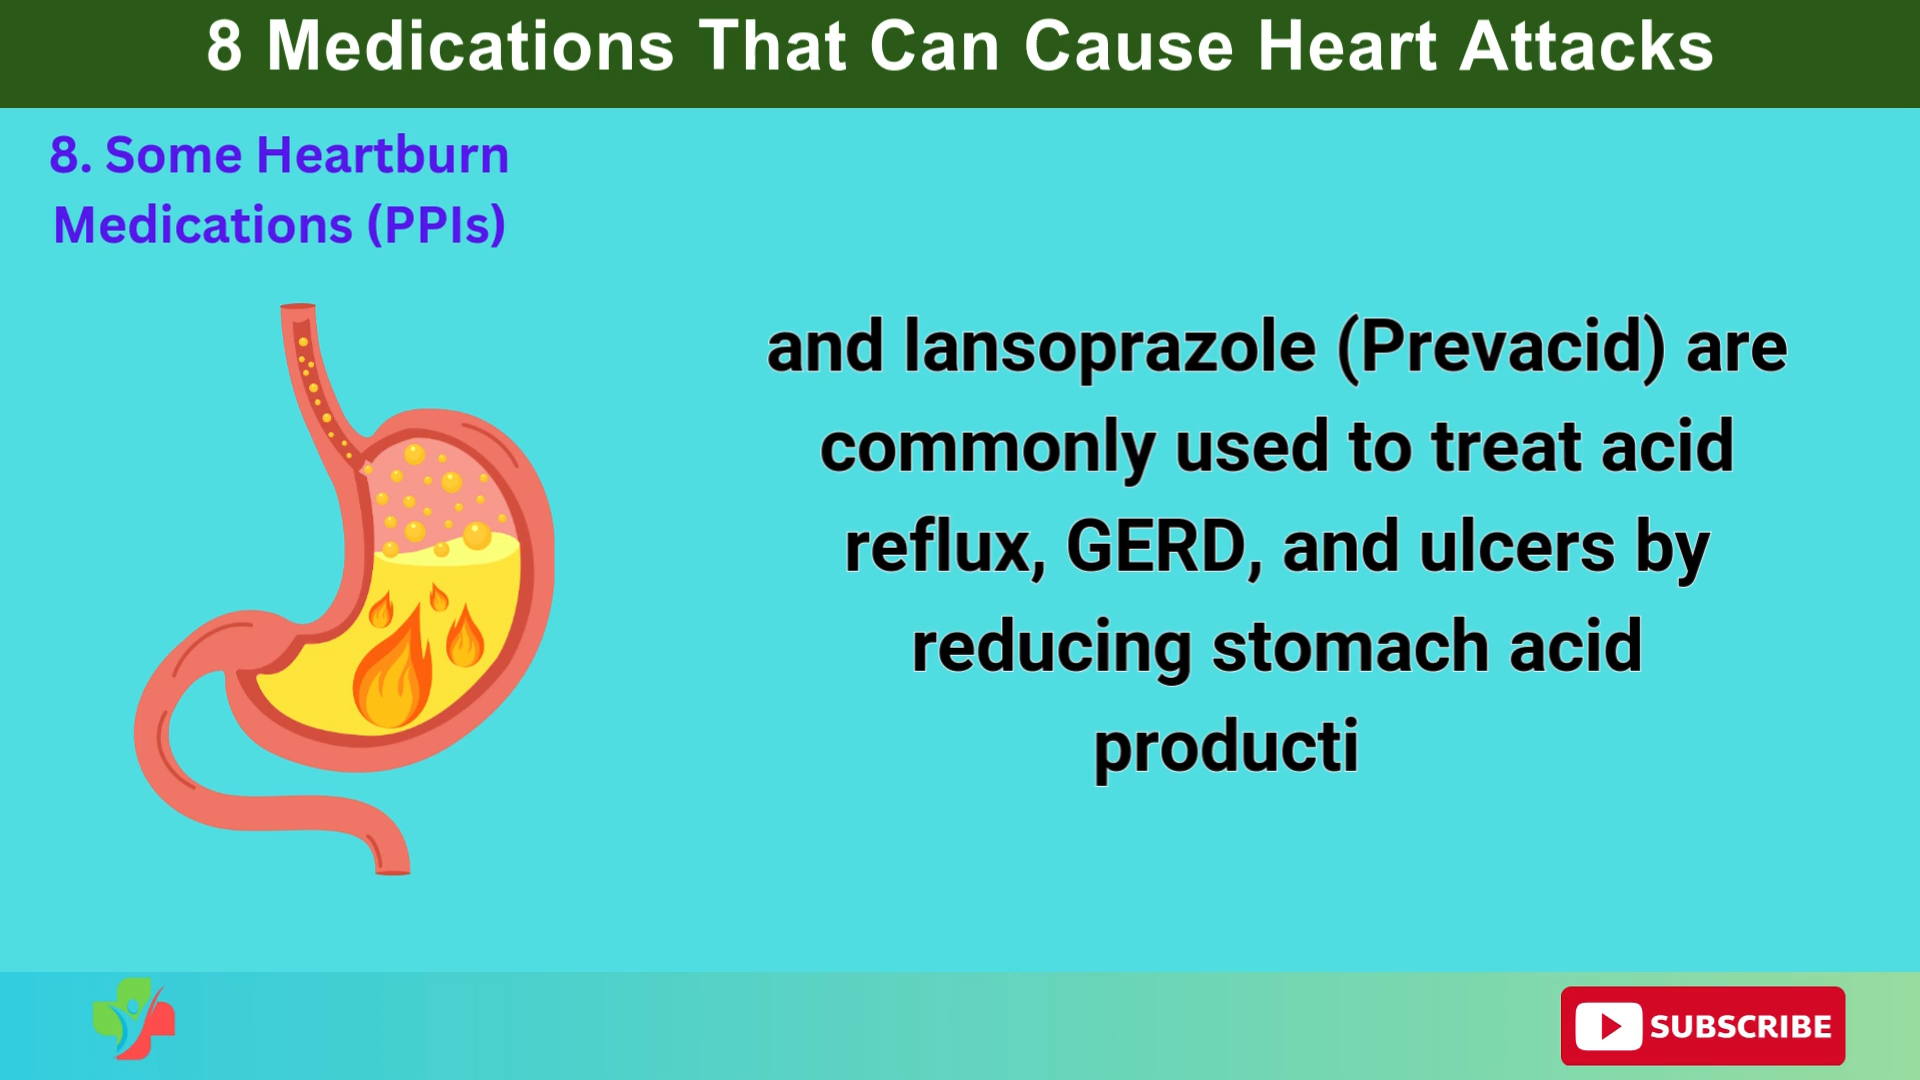 8 Medications That Can Cause Heart Attacks
8. Some Heartburn
Medications (PPIs)
and lansoprazole (Prevacid) are
commonly used to treat acid
reflux, GERD, and ulcers by
reducing stomach acid
producti
SUBSCRIBE